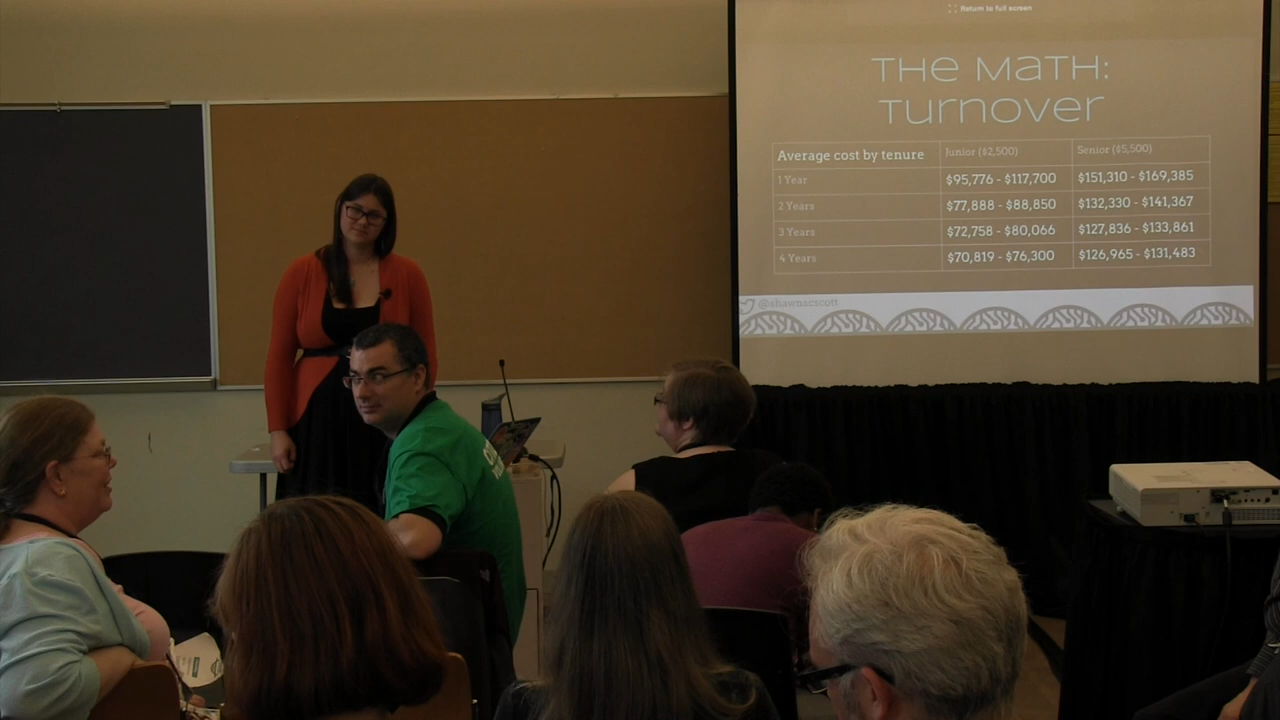 Return to full screen
THE MATH:
TURNOVER
Average cost by tenure Junior ($2,500) Senior ($5,500)
1 Year $95,776 - $117,700 $151,310 - $169,385
2 Years $77,888 - $88,850 $132,330 - $141,367
3 Years $72,758 - $80,066 $127,836 - $133,861
4 Years $70,819 - $76,300 $126,965 - $131,483
@shawnacscott